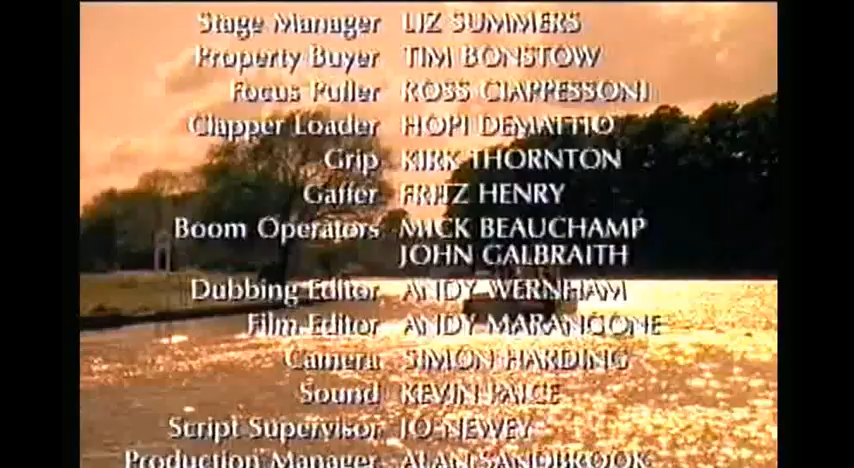 Stage Manager LIZ SUMMERS
Property Buyer TIM BONSTOW
Focus Puller ROSS CIAPPESSONI
Clapper Loader HOPI DEMATTIO
Grip KIRK THORNTON
Gaffer FRITZ HENRY
Boom Operators MICK BEAUCHAMP
JOHN GALBRAITH
Dubbing Editor ANDY WERNHAM
Film Editor ANDY MARANGONE
Camera SIMON HARDING
Sound KEVIN PAICE
Script Supervisor JO NEWEY
Production Manager ALAN SANDBROOK